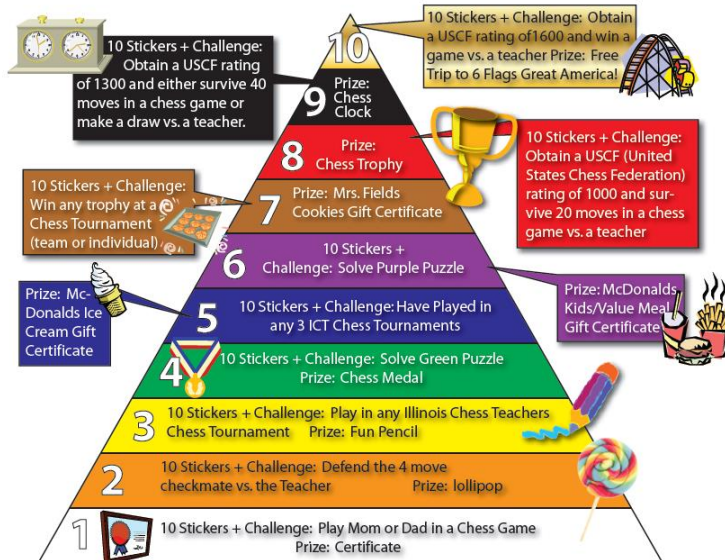 10
10 Stickers + Challenge: Obtain
a USCF rating of1600 and win a
game vs. a teacher Prize: Free
Trip to 6 Flags Great America!
10 Stickers + Challenge:
Obtain a USCF rating
of 1300 and either survive 40
moves in a chess game or
make a draw vs. a teacher.
9
Prize:
Chess
Clock
8
Prize:
Chess Trophy
10 Stickers + Challenge:
Obtain a USCF (United
States Chess Federation)
rating of 1000 and sur-
vive 20 moves in a chess
game vs. a teacher
10 Stickers + Challenge:
Win any trophy at a
Chess Tournament
(team or individual)
7
Prize: Mrs. Fields
Cookies Gift Certificate
6
10 Stickers +
Challenge: Solve Purple Puzzle
Prize: McDonalds
Kids/Value Meal
Gift Certificate
Prize: Mc-
Donalds Ice
Cream Gift
Certificate
5
10 Stickers + Challenge: Have Played in
any 3 ICT Chess Tournaments
4
10 Stickers + Challenge: Solve Green Puzzle
Prize: Chess Medal
3
10 Stickers + Challenge: Play in any Illinois Chess Teachers
Chess Tournament Prize: Fun Pencil
2
10 Stickers + Challenge: Defend the 4 move
checkmate vs. the Teacher Prize: lollipop
1
10 Stickers + Challenge: Play Mom or Dad in a Chess Game
Prize: Certificate